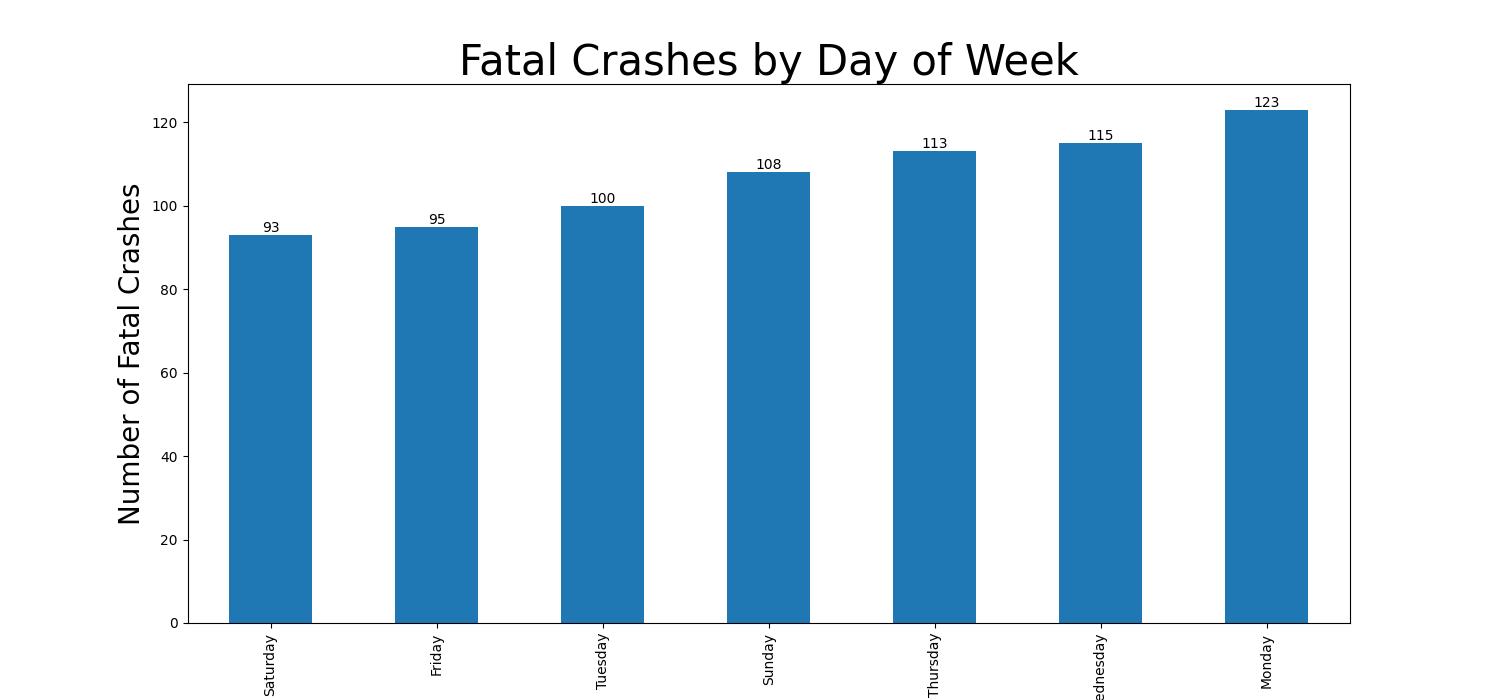 Fatal Crashes by Day of Week
Number of Fatal Crashes
120
100
80
60
40
20
0
93
95
100
108
113
115
123
Saturday
Friday
Tuesday
Sunday
Thursday
ednesday
Monday